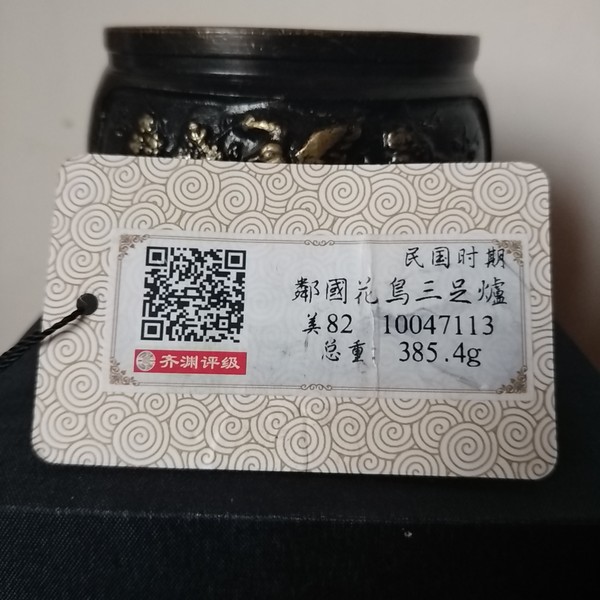 民国时期
鄰國花鳥三足爐
美82 10047113
总重: 385.4g
齐渊评级